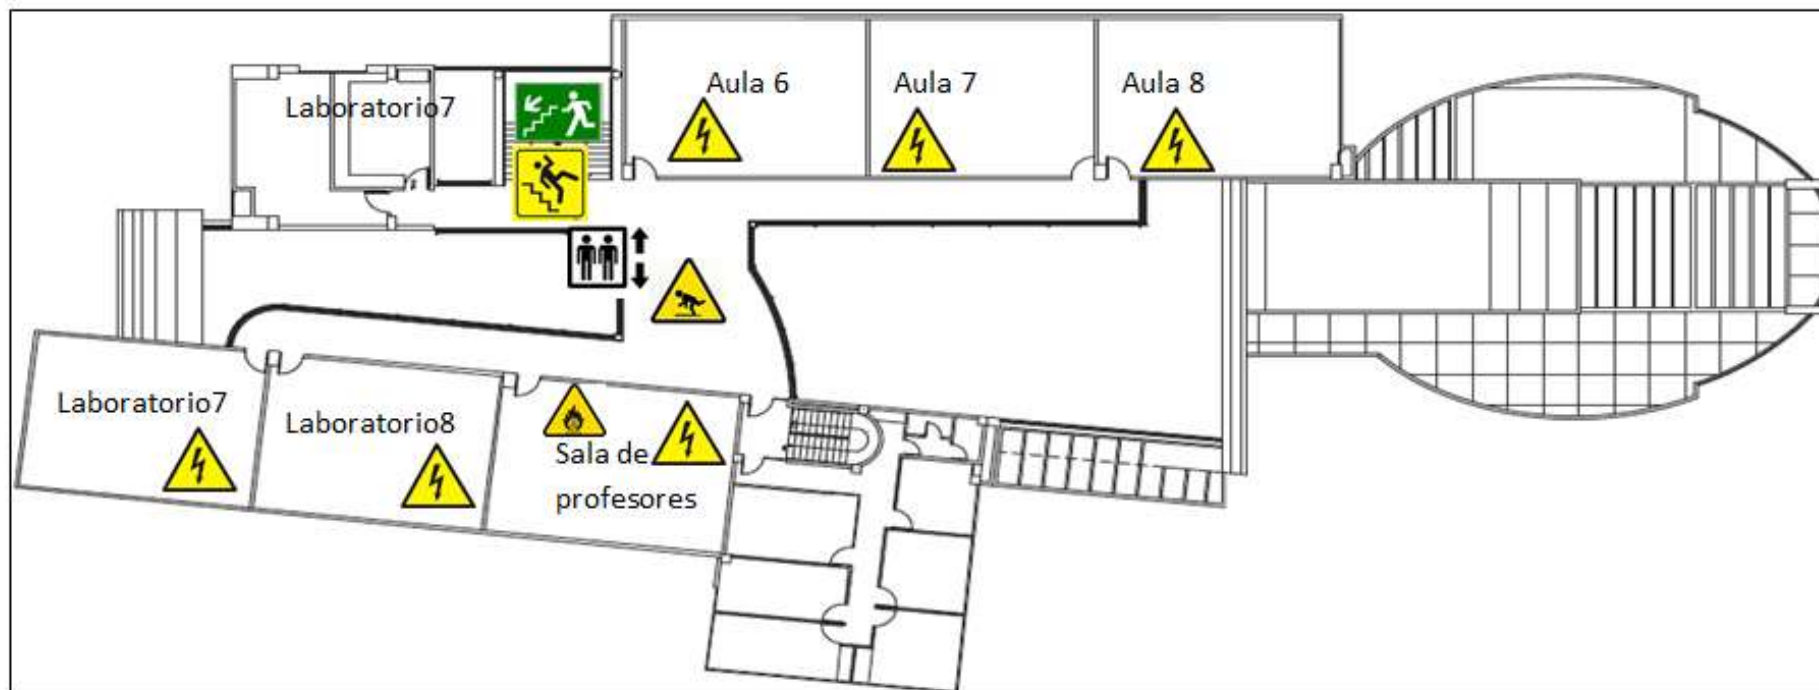 Aula 6
Aula 7
Aula 8
Laboratorio7
Laboratorio7
Laboratorio8
Sala de
profesores